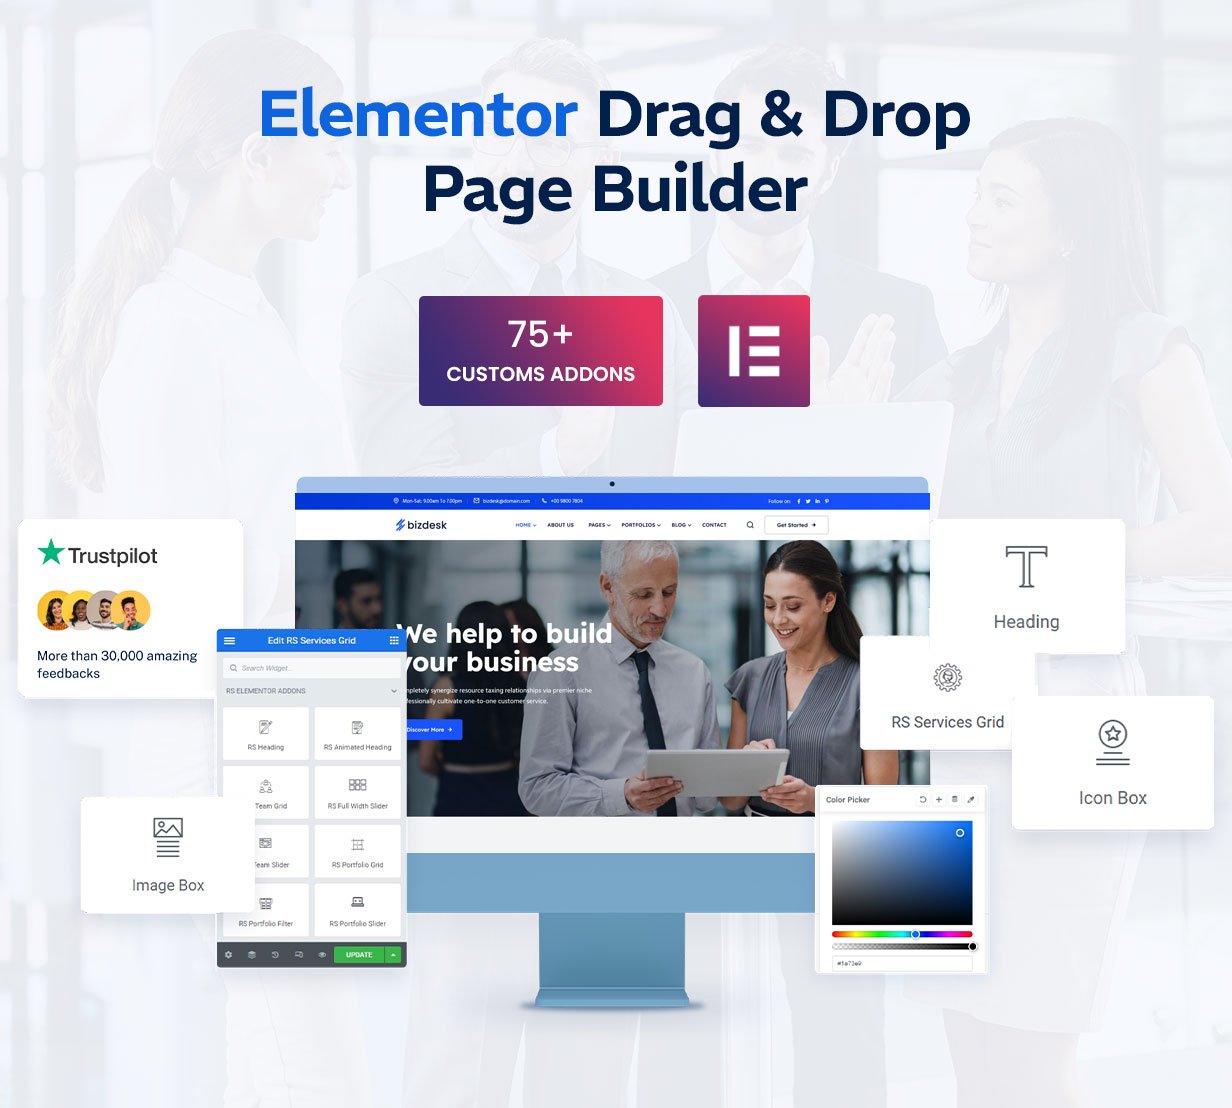 Elementor Drag & Drop
Page Builder
75+
CUSTOMS ADDONS
Mon-Sat: 9.00am To 7.00pm
bizdesk@domain.com
+00 9800 7804
Follow on:
bizdesk
HOME
ABOUT US
PAGES
PORTFOLIOS
BLOG
CONTACT
Get Started
We help to build
your business
mpletely synergize resource taxing relationships via premier niche
fessionally cultivate one-to-one customer service.
Discover More
Trustpilot
More than 30,000 amazing
feedbacks
Edit RS Services Grid
Search Widget...
RS ELEMENTOR ADDONS
RS Heading
RS Animated Heading
Team Grid
RS Full Width Slider
Team Slider
RS Portfolio Grid
RS Portfolio Filter
RS Portfolio Slider
UPDATE
Image Box
Heading
RS Services Grid
Icon Box
Color Picker
#1a73e9